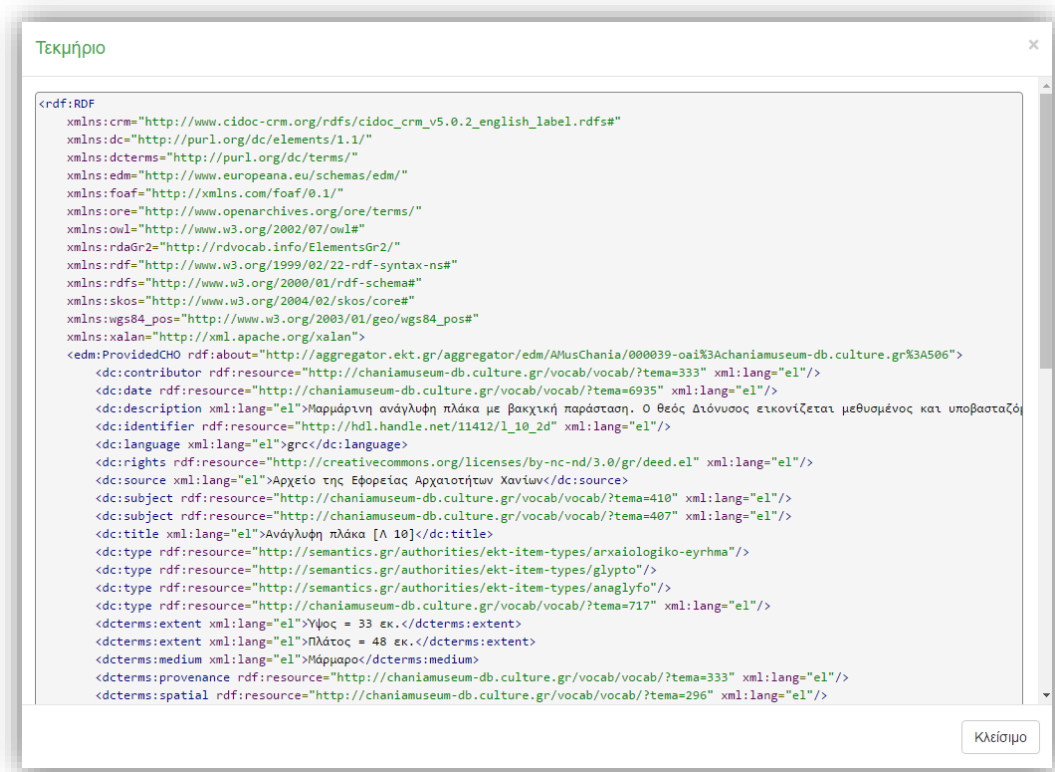 Τεκμήριο
×
<rdf:RDF
xmlns:crm="http://www.cidoc-crm.org/rdfs/cidoc_crm_v5.0.2_english_label.rdfs#"
xmlns:dc="http://purl.org/dc/elements/1.1/"
xmlns:dcterms="http://purl.org/dc/terms/"
xmlns:edm="http://www.europeana.eu/schemas/edm/"
xmlns:foaf="http://xmlns.com/foaf/0.1/"
xmlns:ore="http://www.openarchives.org/ore/terms/"
xmlns:owl="http://www.w3.org/2002/07/owl#"
xmlns:rdaGr2="http://rdvocab.info/ElementsGr2/"
xmlns:rdf="http://www.w3.org/1999/02/22-rdf-syntax-ns#"
xmlns:rdfs="http://www.w3.org/2000/01/rdf-schema#"
xmlns:skos="http://www.w3.org/2004/02/skos/core#"
xmlns:wgs84_pos="http://www.w3.org/2003/01/geo/wgs84_pos#"
xmlns:xalan="http://xml.apache.org/xalan">
<edm:ProvidedCHO rdf:about="http://aggregator.ekt.gr/aggregator/edm/AMusChania/000039-oai%3Achaniamuseum-db.culture.gr%3A506">
<dc:contributor rdf:resource="http://chaniamuseum-db.culture.gr/vocab/vocab/?tema=333" xml:lang="el"/>
<dc:date rdf:resource="http://chaniamuseum-db.culture.gr/vocab/vocab/?tema=6935" xml:lang="el"/>
<dc:description xml:lang="el">Μαρμάρινη ανάγλυφη πλάκα με βακχική παράσταση. Ο θεός Διόνυσος εικονίζεται μεθυσμένος και υποβασταζό
<dc:identifier rdf:resource="http://hdl.handle.net/11412/l_10_2d" xml:lang="el"/>
<dc:language xml:lang="el">grc</dc:language>
<dc:rights rdf:resource="http://creativecommons.org/licenses/by-nc-nd/3.0/gr/deed.el" xml:lang="el"/>
<dc:source xml:lang="el">Αρχείο της Εφορείας Αρχαιοτήτων Χανίων</dc:source>
<dc:subject rdf:resource="http://chaniamuseum-db.culture.gr/vocab/vocab/?tema=410" xml:lang="el"/>
<dc:subject rdf:resource="http://chaniamuseum-db.culture.gr/vocab/vocab/?tema=407" xml:lang="el"/>
<dc:title xml:lang="el">Ανάγλυφη πλάκα [Λ 10]</dc:title>
<dc:type rdf:resource="http://semantics.gr/authorities/ekt-item-types/arxaiologiko-eyrhma"/>
<dc:type rdf:resource="http://semantics.gr/authorities/ekt-item-types/glypto"/>
<dc:type rdf:resource="http://semantics.gr/authorities/ekt-item-types/anaglyfo"/>
<dc:type rdf:resource="http://chaniamuseum-db.culture.gr/vocab/vocab/?tema=717" xml:lang="el"/>
<dcterms:extent xml:lang="el">Ύψος = 33 εκ.</dcterms:extent>
<dcterms:extent xml:lang="el">Πλάτος = 48 εκ.</dcterms:extent>
<dcterms:medium xml:lang="el">Μάρμαρο</dcterms:medium>
<dcterms:provenance rdf:resource="http://chaniamuseum-db.culture.gr/vocab/vocab/?tema=333" xml:lang="el"/>
<dcterms:spatial rdf:resource="http://chaniamuseum-db.culture.gr/vocab/vocab/?tema=296" xml:lang="el"/>
Κλείσιμο